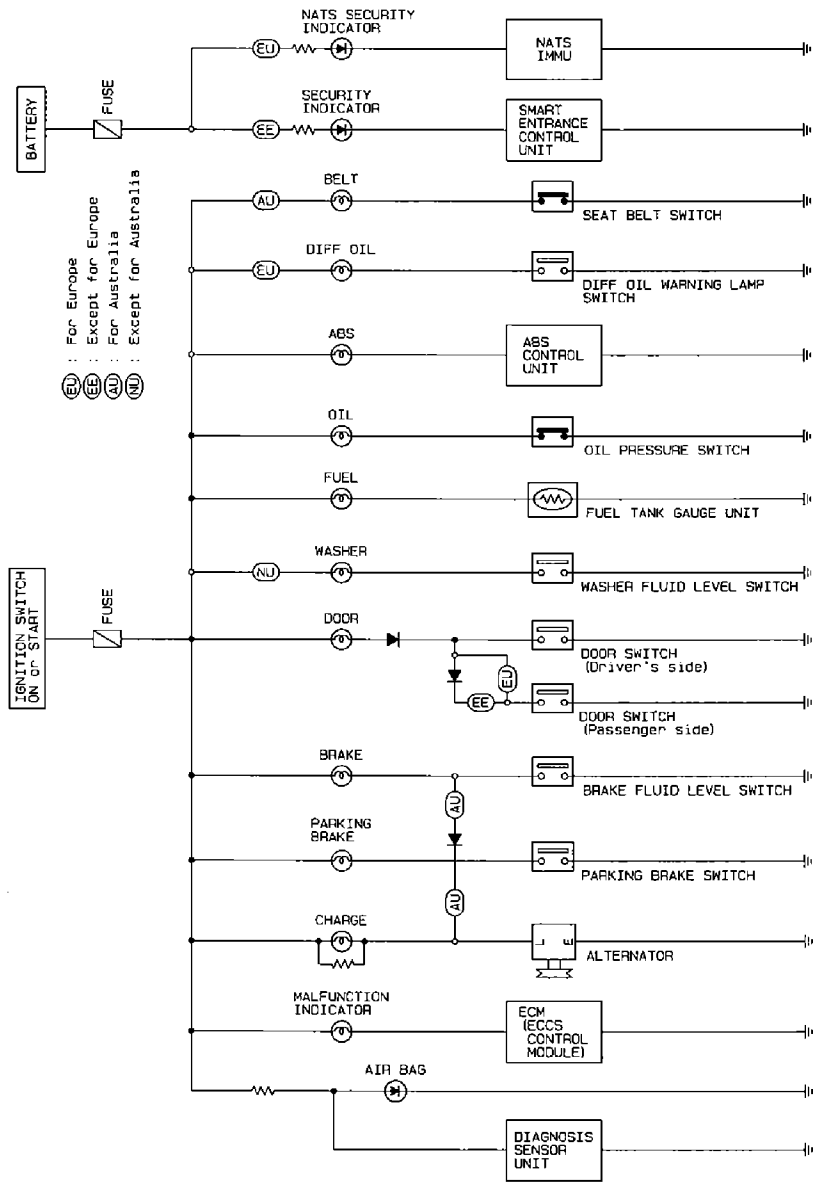 NATS SECURITY
INDICATOR
EU
NATS
IMMU
BATTERY
FUSE
SECURITY
INDICATOR
EE
SMART
ENTRANCE
CONTROL
UNIT
EU : For Europe
EE : Except for Europe
AU : For Australia
NU : Except for Australia
BELT
AU
SEAT BELT SWITCH
DIFF OIL
EU
DIFF OIL WARNING LAMP
SWITCH
ABS
ABS
CONTROL
UNIT
OIL
OIL PRESSURE SWITCH
FUEL
FUEL TANK GAUGE UNIT
WASHER
NU
WASHER FLUID LEVEL SWITCH
IGNITION SWITCH
ON or START
FUSE
DOOR
DOOR SWITCH
(Driver's side)
EU
EE
DOOR SWITCH
(Passenger side)
BRAKE
BRAKE FLUID LEVEL SWITCH
AU
PARKING
BRAKE
PARKING BRAKE SWITCH
AU
CHARGE
L E
ALTERNATOR
MALFUNCTION
INDICATOR
ECM
(ECCS
CONTROL
MODULE)
AIR BAG
DIAGNOSIS
SENSOR
UNIT